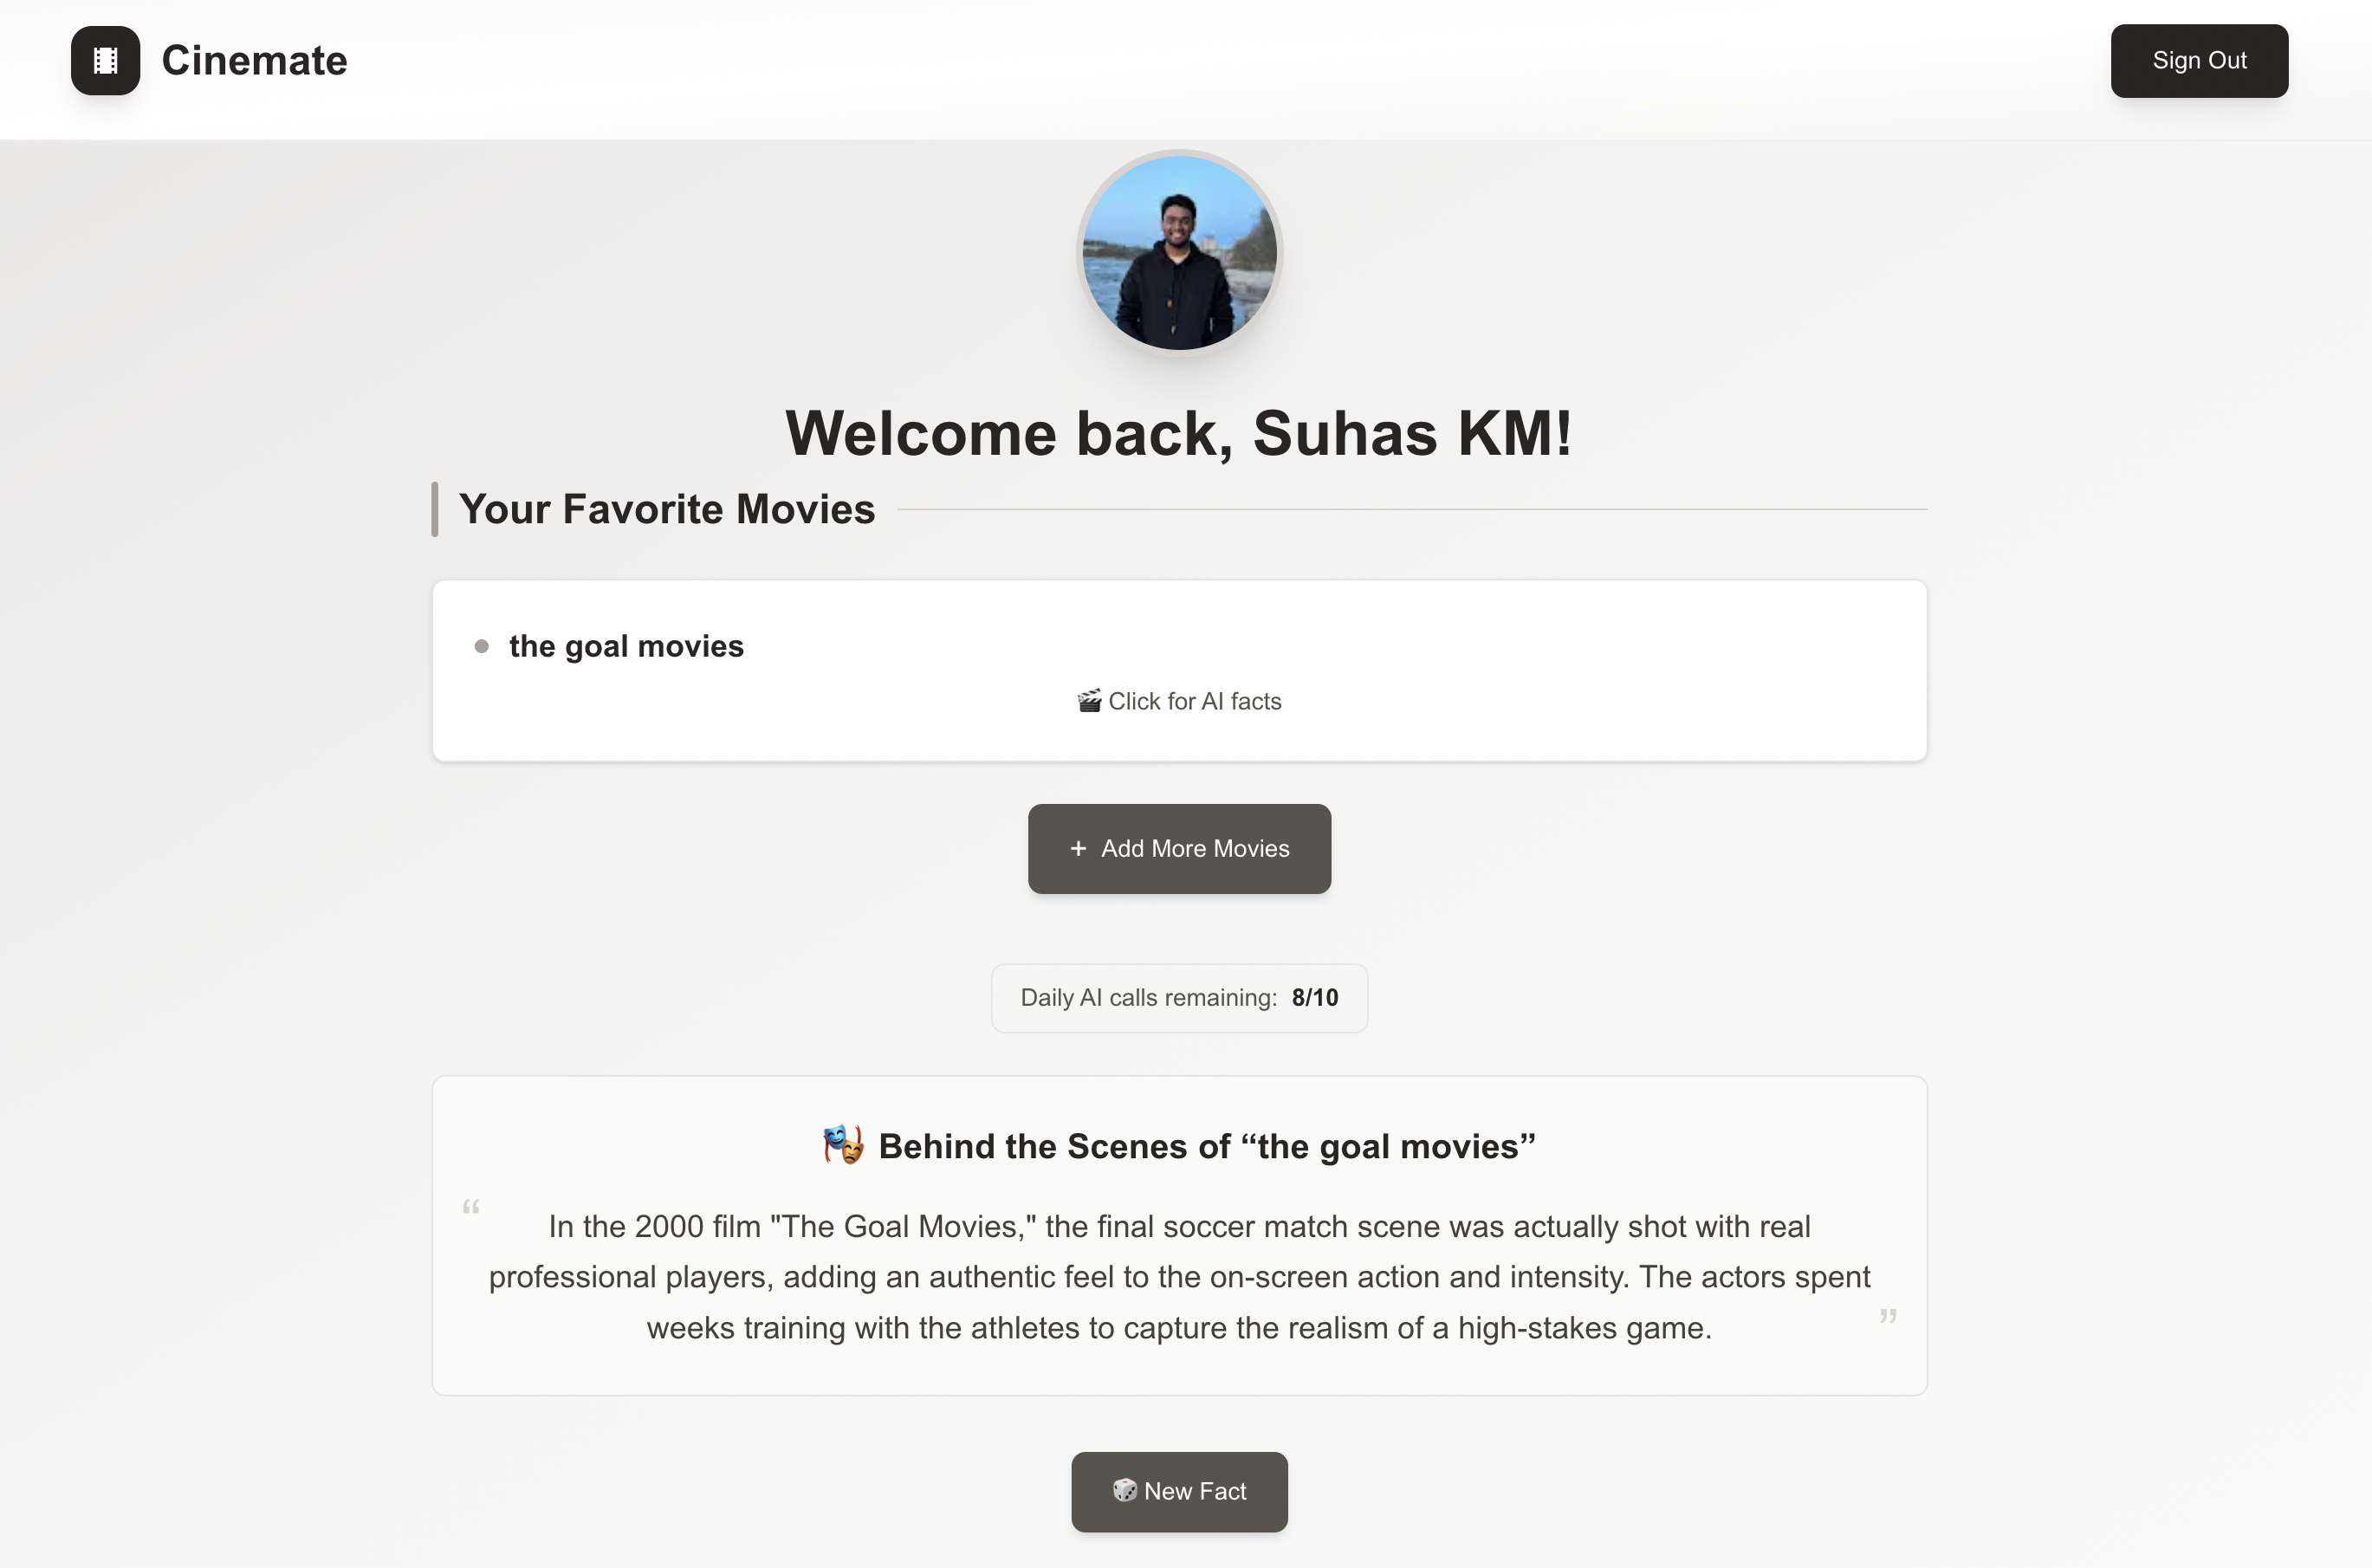 Cinemate
Sign Out
Welcome back, Suhas KM!
Your Favorite Movies
the goal movies
🎬 Click for AI facts
+ Add More Movies
Daily AI calls remaining: 8/10
🎭 Behind the Scenes of “the goal movies”
“
In the 2000 film "The Goal Movies," the final soccer match scene was actually shot with real
professional players, adding an authentic feel to the on-screen action and intensity. The actors spent
weeks training with the athletes to capture the realism of a high-stakes game.
”
🎲 New Fact